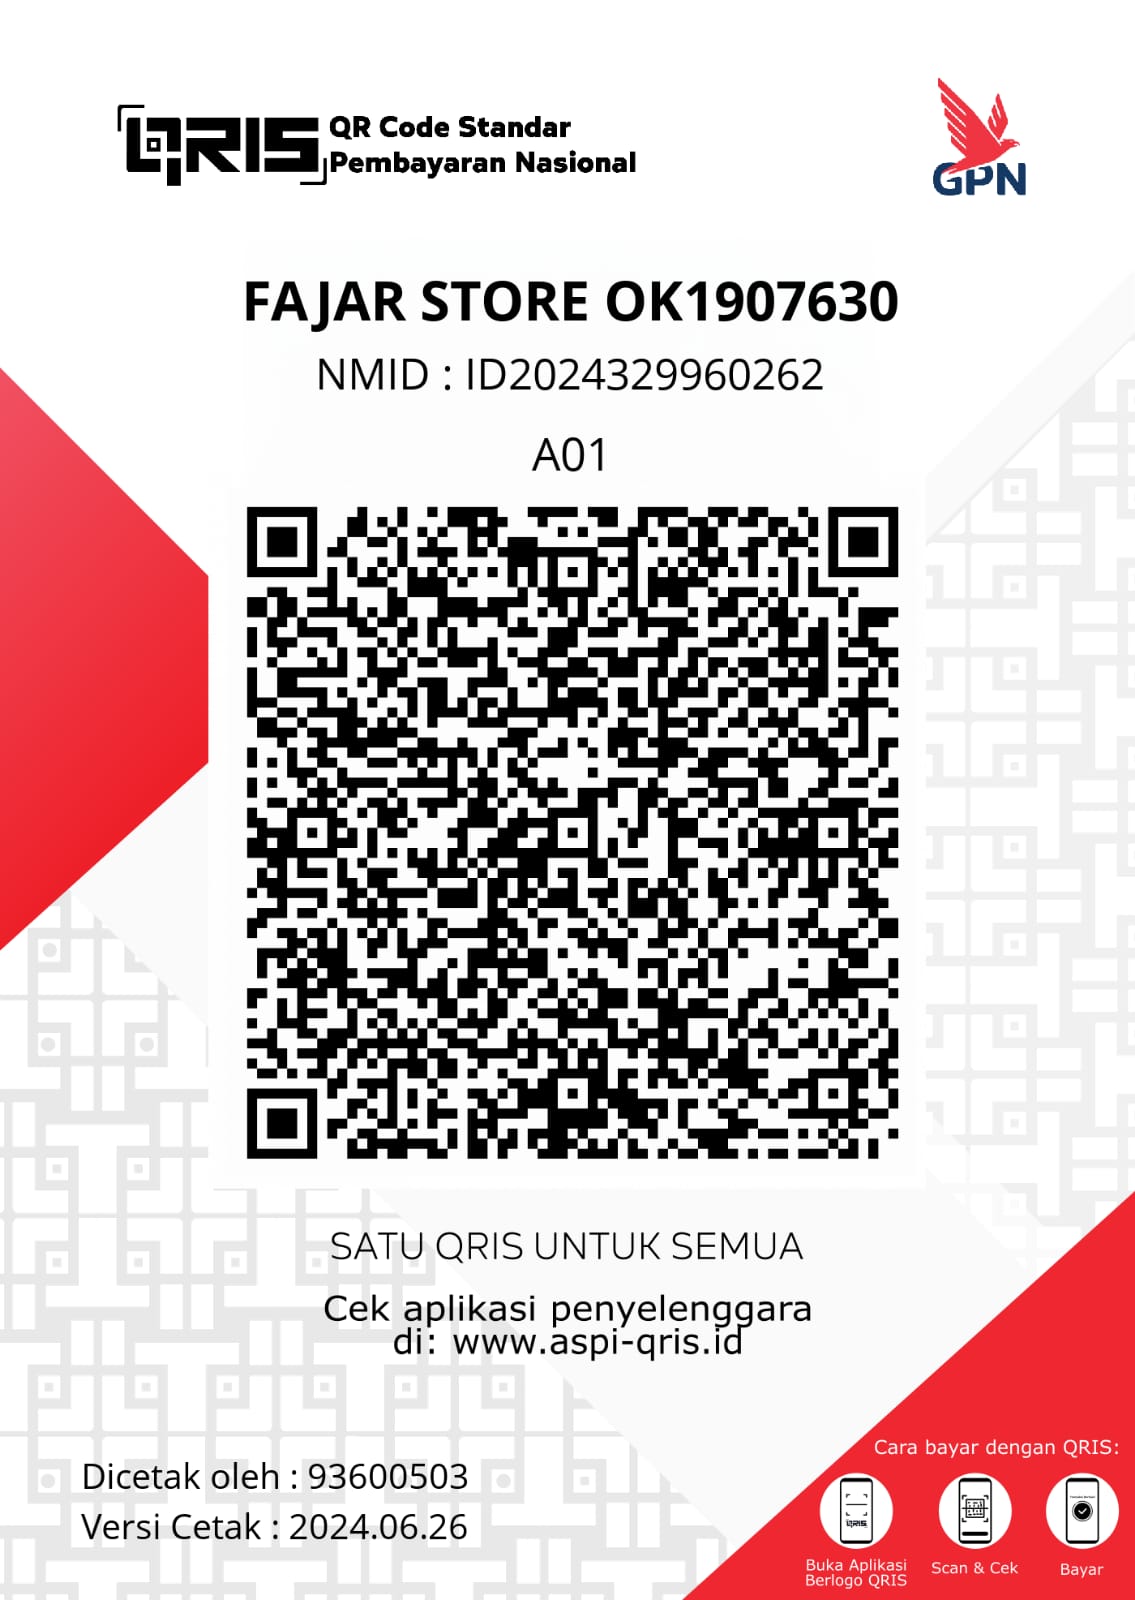 QRIS QR Code Standar
Pembayaran Nasional
GPN
FAJAR STORE OK1907630
NMID : ID2024329960262
A01
SATU QRIS UNTUK SEMUA
Cek aplikasi penyelenggara
di: www.aspi-qris.id
Dicetak oleh : 93600503
Versi Cetak : 2024.06.26
Cara bayar dengan QRIS:
QRIS
Buka Aplikasi
Berlogo QRIS
Scan & Cek
Bayar